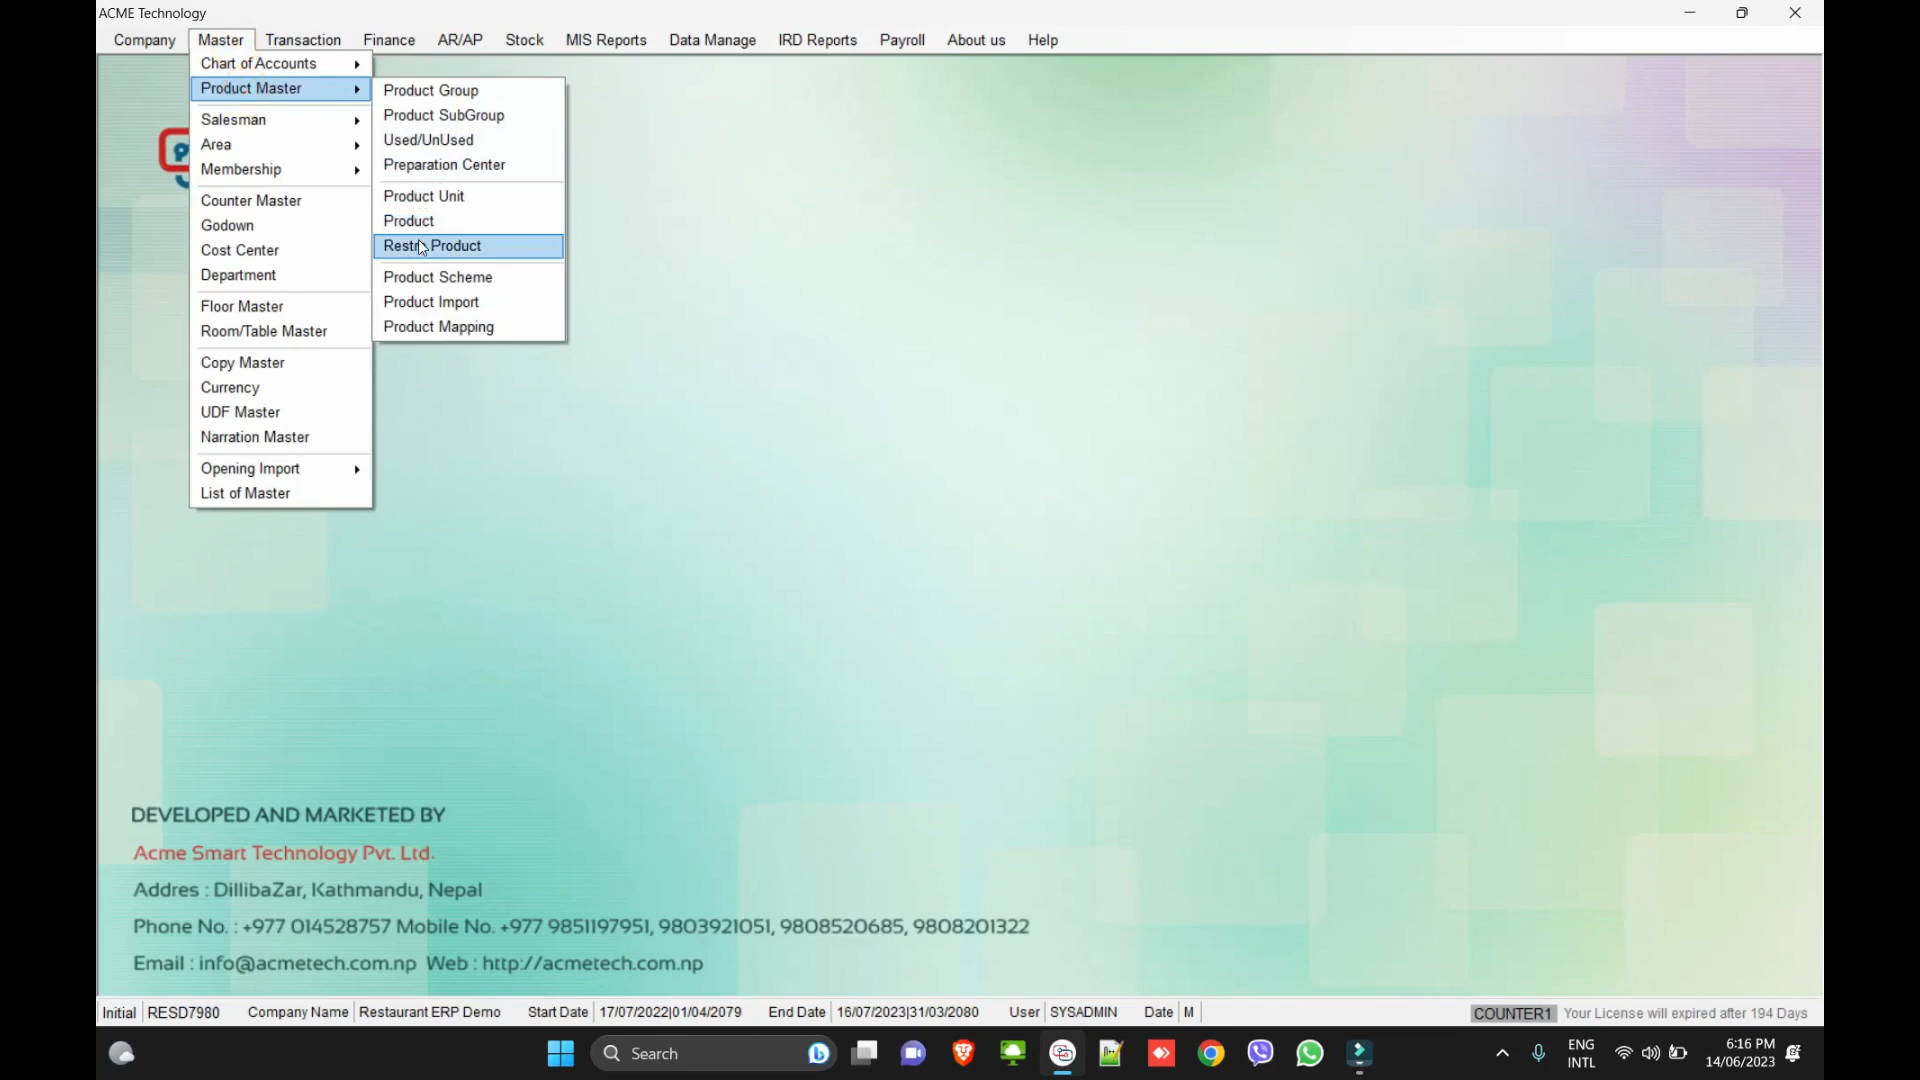 ACME Technology
Company Master Transaction Finance AR/AP Stock MIS Reports Data Manage IRD Reports Payroll About us Help
Chart of Accounts
Product Master
Salesman
Area
Membership
Counter Master
Godown
Cost Center
Department
Floor Master
Room/Table Master
Copy Master
Currency
UDF Master
Narration Master
Opening Import
List of Master
Product Group
Product SubGroup
Used/UnUsed
Preparation Center
Product Unit
Product
Product
Product Scheme
Product Import
Product Mapping
DEVELOPED AND MARKETED BY
Acme Smart Technology Pvt. Ltd.
Addres : DillibaZar, Kathmandu, Nepal
Phone No. : +977 014528757 Mobile No. +977 9851197951, 9803921051, 9808520685, 9808201322
Email : info@acmetech.com.np Web : http://acmetech.com.np
Initial RESD7980 Company Name Restaurant ERP Demo Start Date 17/07/2022|01/04/2079 End Date 16/07/2023|31/03/2080 User SYSADMIN Date M COUNTER1 Your License will expired after 194 Days
Search
ENG
INTL
6:16 PM
14/06/2023